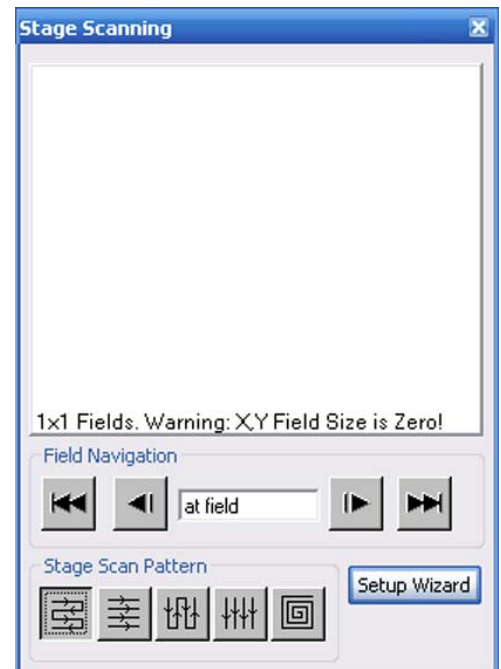 Stage Scanning
1x1 Fields. Warning: X,Y Field Size is Zero!
Field Navigation
at field
Stage Scan Pattern
Setup Wizard